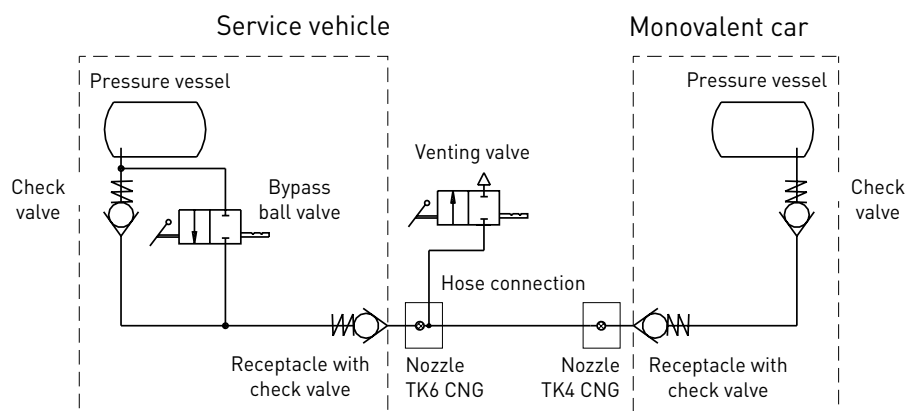 Service vehicle
Monovalent car
Pressure vessel
Pressure vessel
Venting valve
Check
valve
Bypass
ball valve
Check
valve
Hose connection
Receptacle with
check valve
Nozzle
TK6 CNG
Nozzle
TK4 CNG
Receptacle with
check valve